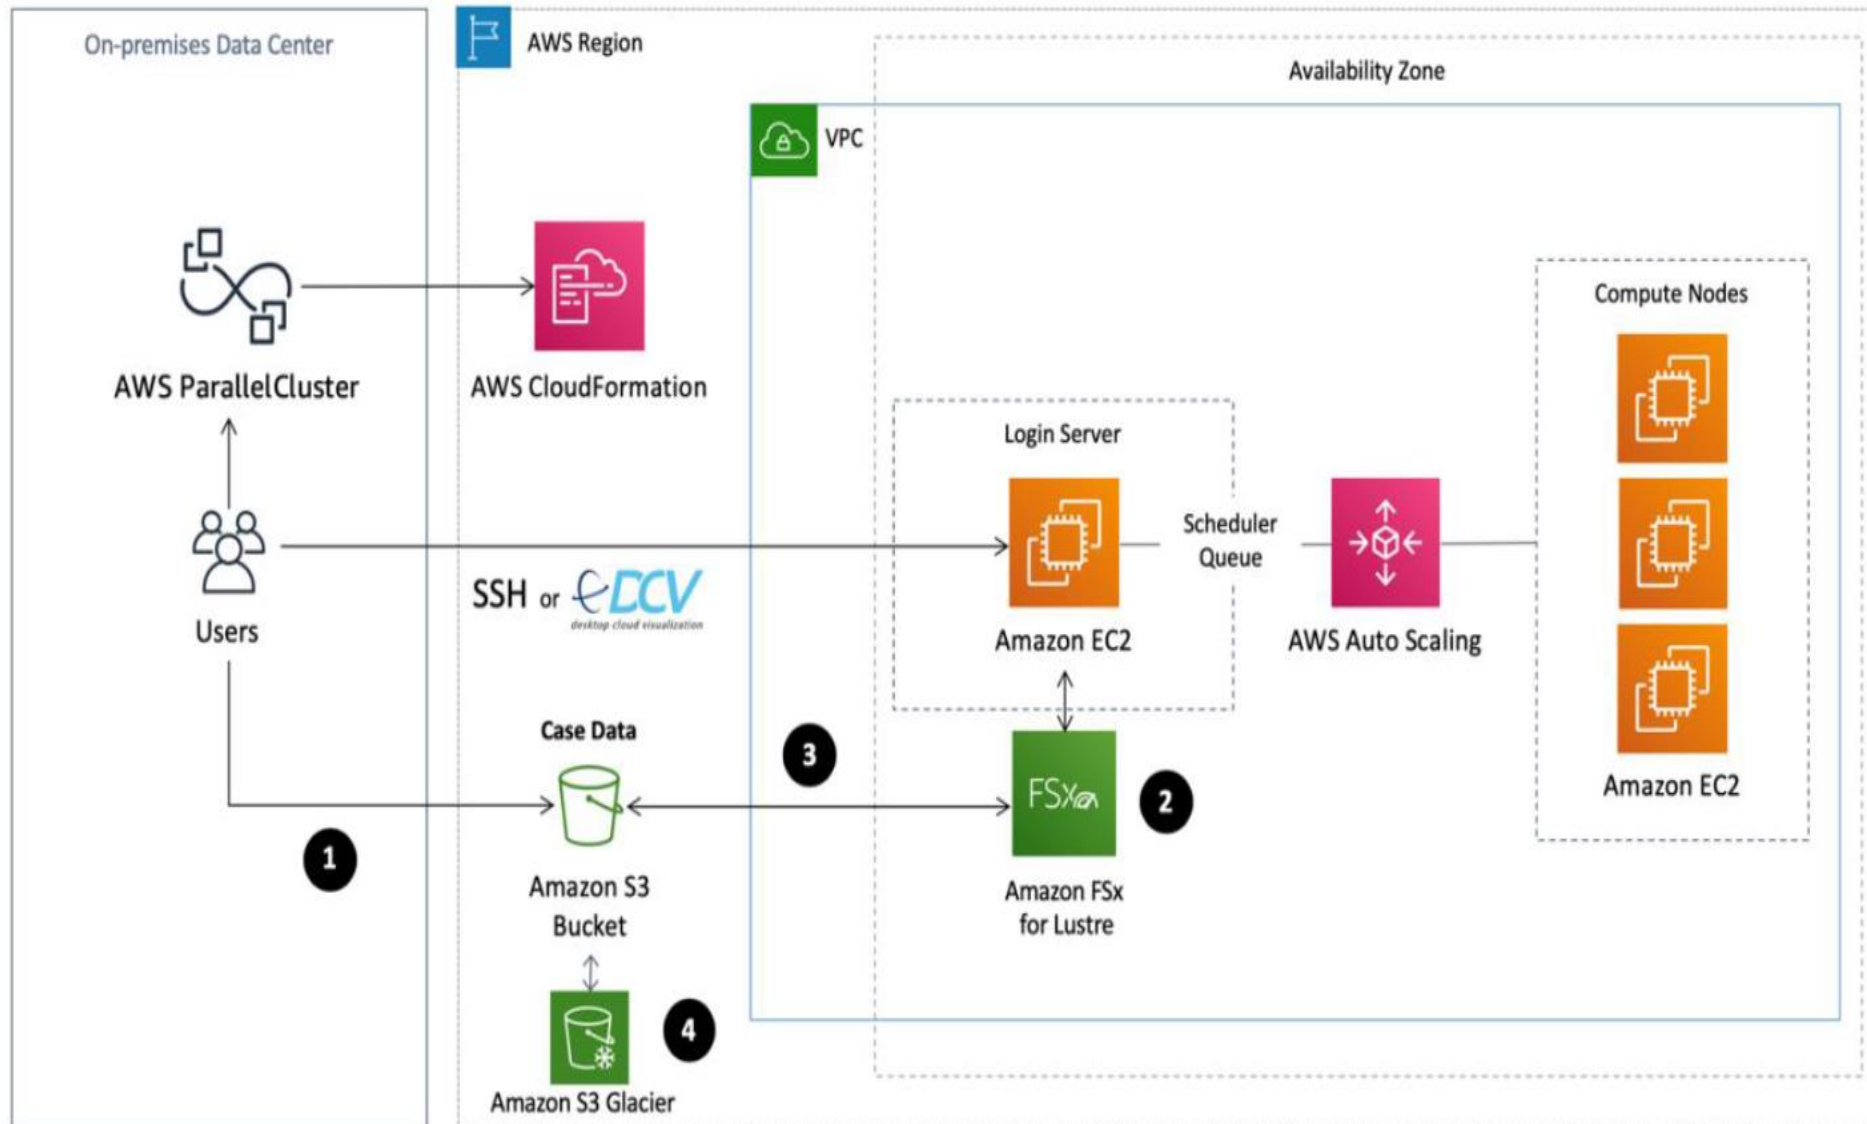 On-premises Data Center
AWS Region
Availability Zone
VPC
Compute Nodes
AWS ParallelCluster
AWS CloudFormation
Login Server
Scheduler
Queue
SSH or DCV
desktop cloud visualization
Users
Amazon EC2
AWS Auto Scaling
Case Data
3
FSx
2
Amazon EC2
1
Amazon S3
Bucket
Amazon FSx
for Lustre
4
Amazon S3 Glacier